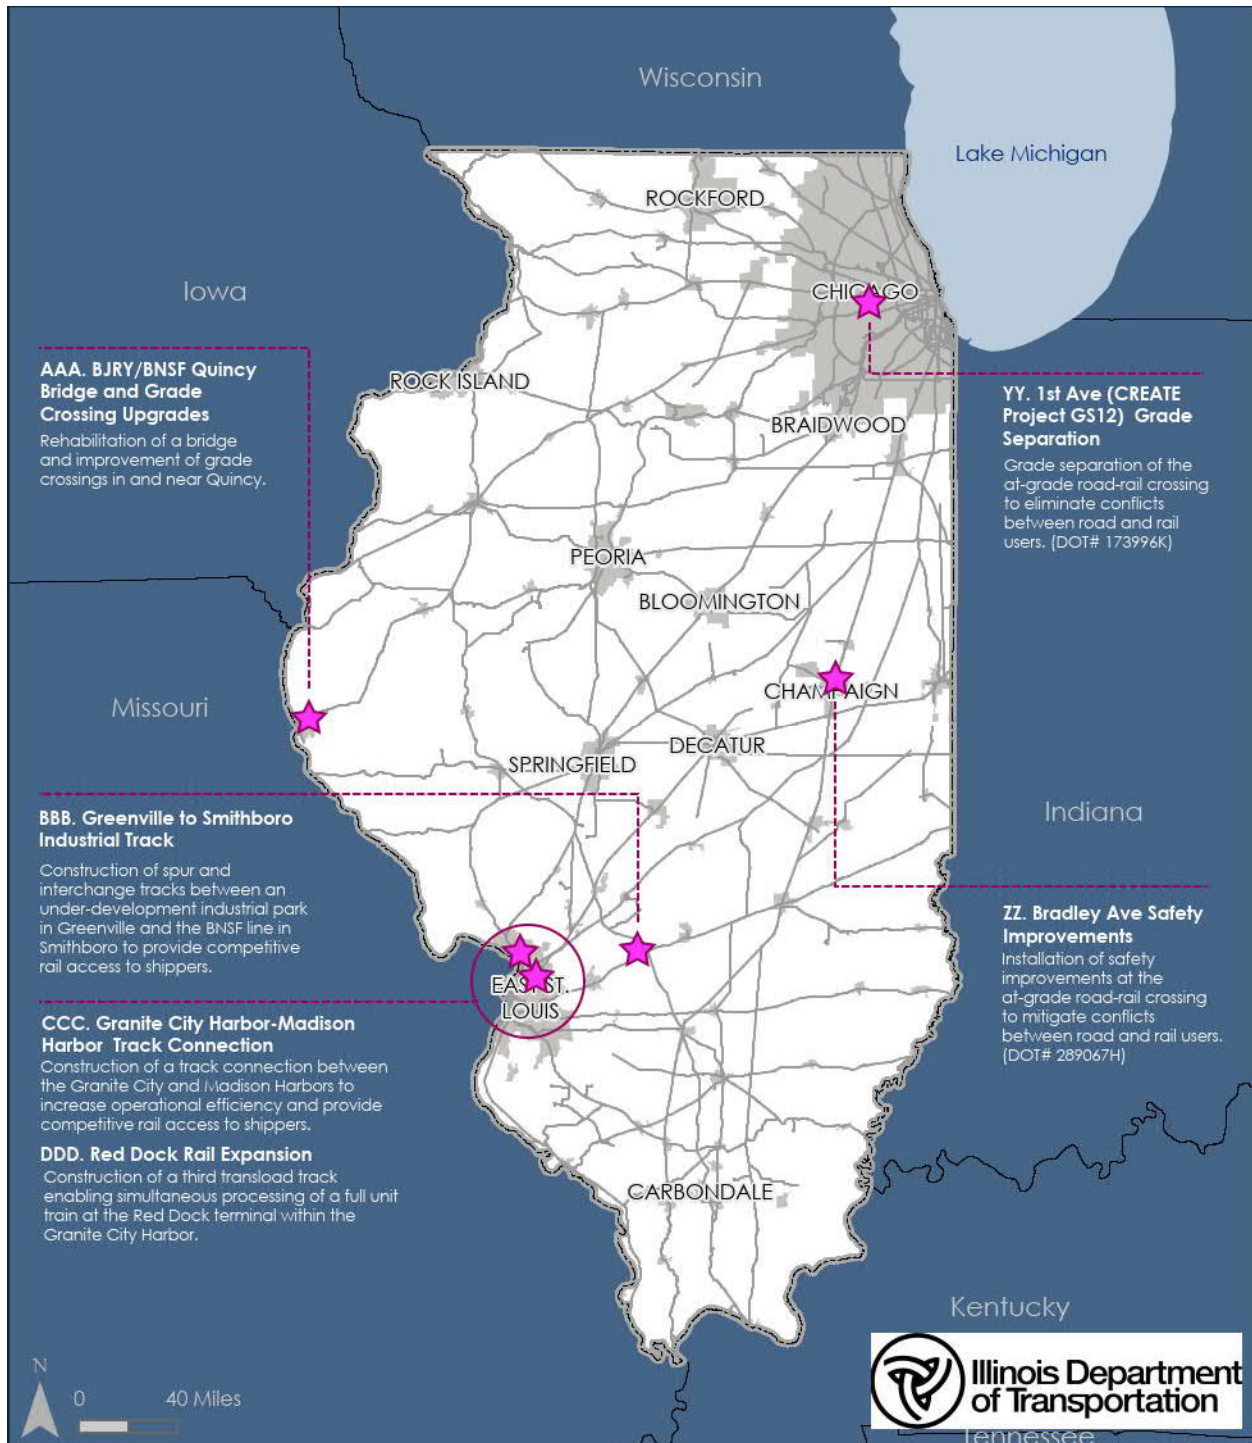 Wisconsin
Lake Michigan
ROCKFORD
Iowa
CHICAGO
AAA. BJRY/BNSF Quincy
Bridge and Grade
Crossing Upgrades
Rehabilitation of a bridge
and improvement of grade
crossings in and near Quincy.
ROCK ISLAND
BRAIDWOOD
YY. 1st Ave (CREATE
Project GS12) Grade
Separation
Grade separation of the
at-grade road-rail crossing
to eliminate conflicts
between road and rail
users. (DOT# 173996K)
PEORIA
BLOOMINGTON
Missouri
CHAMPAIGN
DECATUR
SPRINGFIELD
BBB. Greenville to Smithboro
Industrial Track
Construction of spur and
interchange tracks between an
under-development industrial park
in Greenville and the BNSF line in
Smithboro to provide competitive
rail access to shippers.
Indiana
ZZ. Bradley Ave Safety
Improvements
Installation of safety
improvements at the
at-grade road-rail crossing
to mitigate conflicts
between road and rail users.
(DOT# 289067H)
EAST ST.
LOUIS
CCC. Granite City Harbor-Madison
Harbor Track Connection
Construction of a track connection between
the Granite City and Madison Harbors to
increase operational efficiency and provide
competitive rail access to shippers.
DDD. Red Dock Rail Expansion
Construction of a third transload track
enabling simultaneous processing of a full unit
train at the Red Dock terminal within the
Granite City Harbor.
CARBONDALE
Kentucky
N
0 40 Miles
Illinois Department
of Transportation
Tennessee